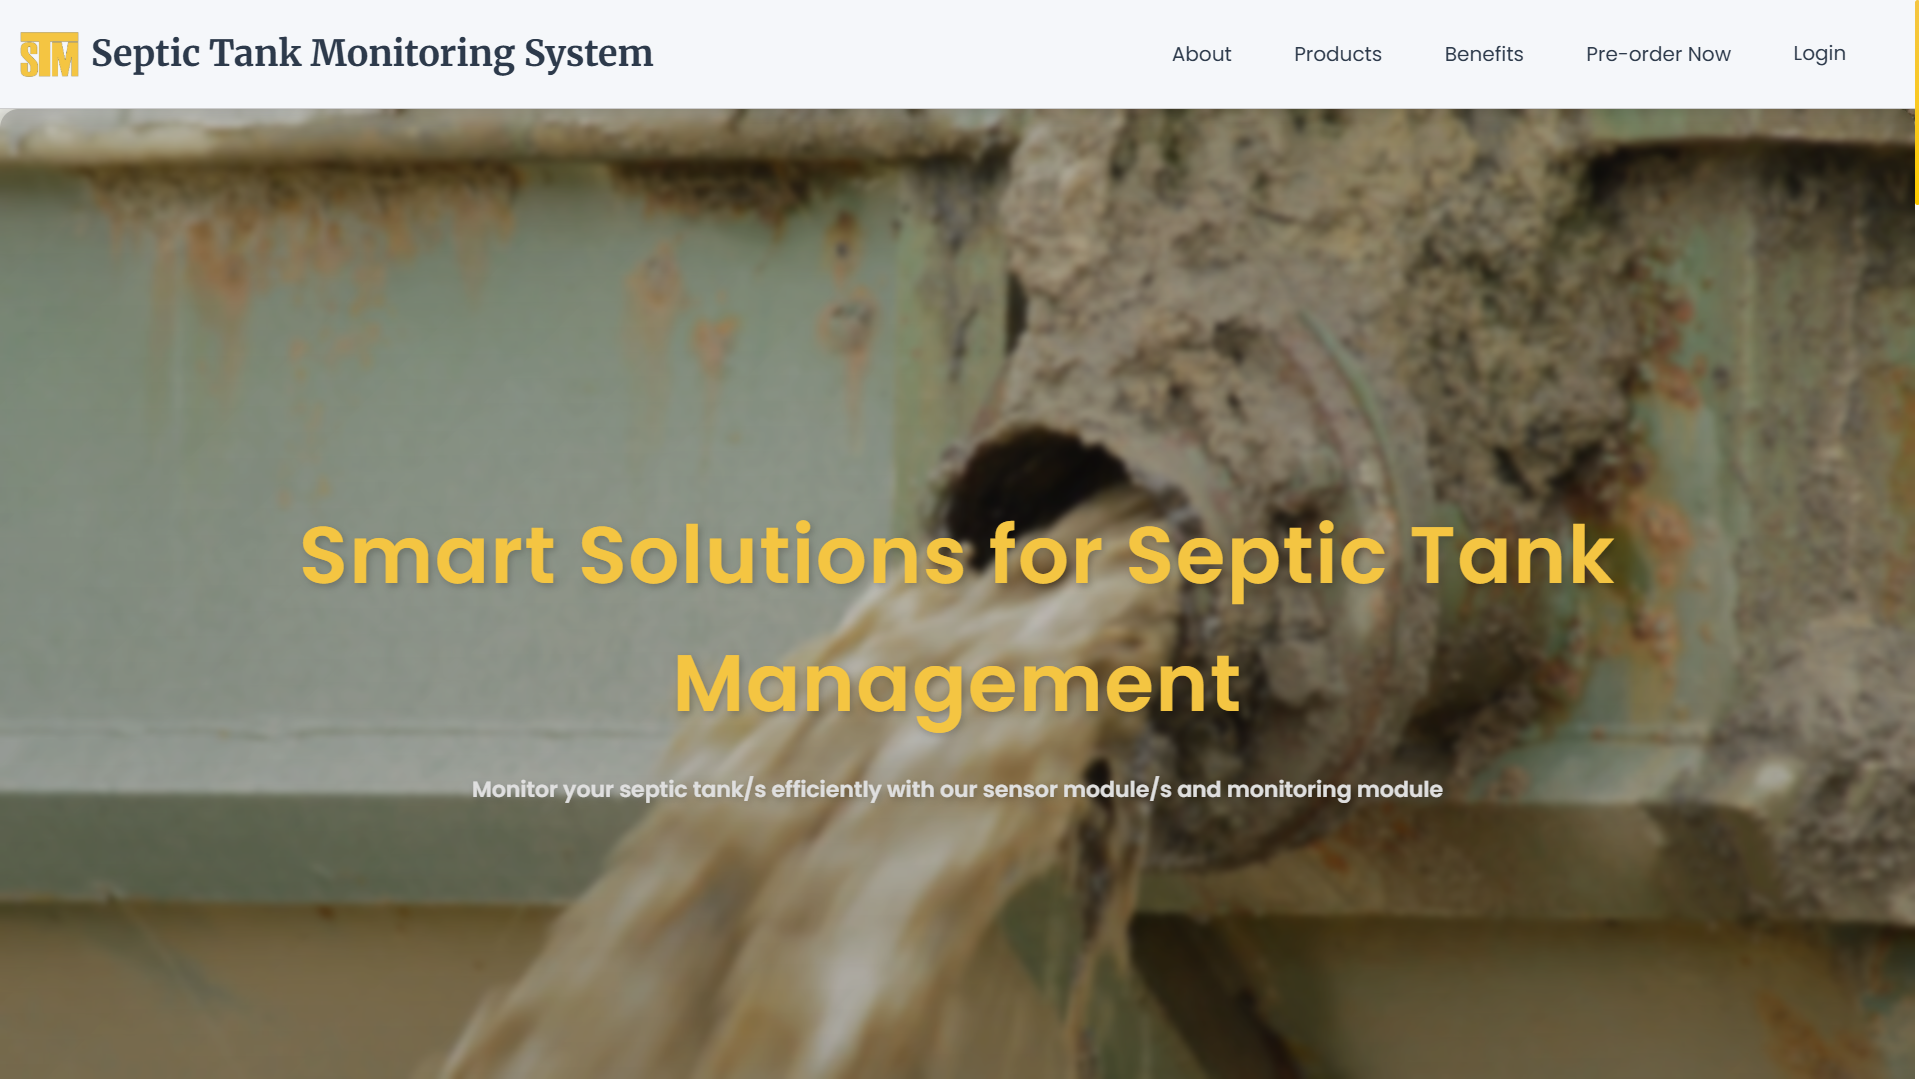 STM Septic Tank Monitoring System
About Products Benefits Pre-order Now Login
Smart Solutions for Septic Tank
Management
Monitor your septic tank/s efficiently with our sensor module/s and monitoring module